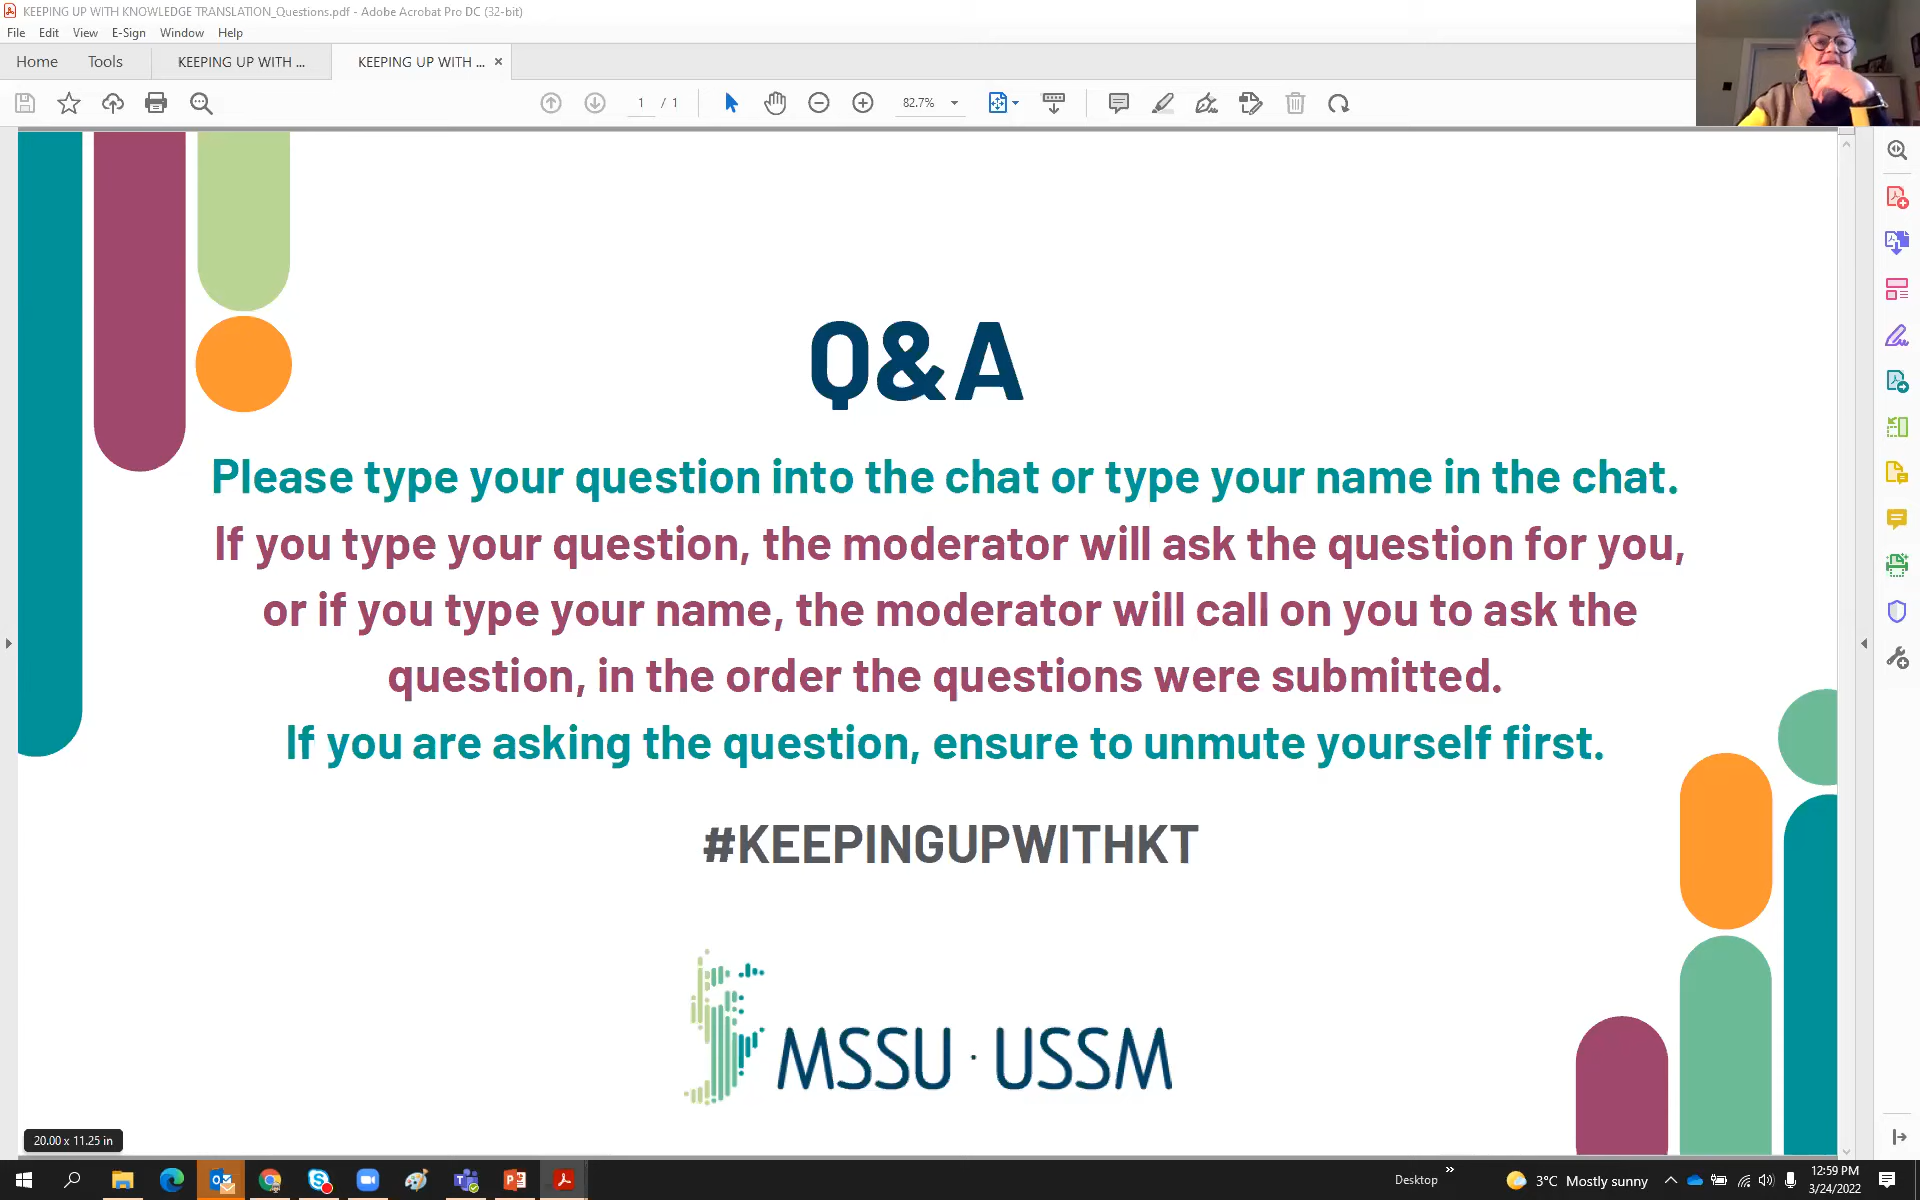 KEEPING UP WITH KNOWLEDGE TRANSLATION_Questions.pdf - Adobe Acrobat Pro DC (32-bit)
File Edit View E-Sign Window Help
Home Tools KEEPING UP WITH ... KEEPING UP WITH ... ×
1 / 1 82.7%
Q&A
Please type your question into the chat or type your name in the chat.
If you type your question, the moderator will ask the question for you,
or if you type your name, the moderator will call on you to ask the
question, in the order the questions were submitted.
If you are asking the question, ensure to unmute yourself first.
#KEEPINGUPWITHKT
MSSU · USSM
20.00 x 11.25 in
Desktop » 3°C Mostly sunny 12:59 PM
3/24/2022